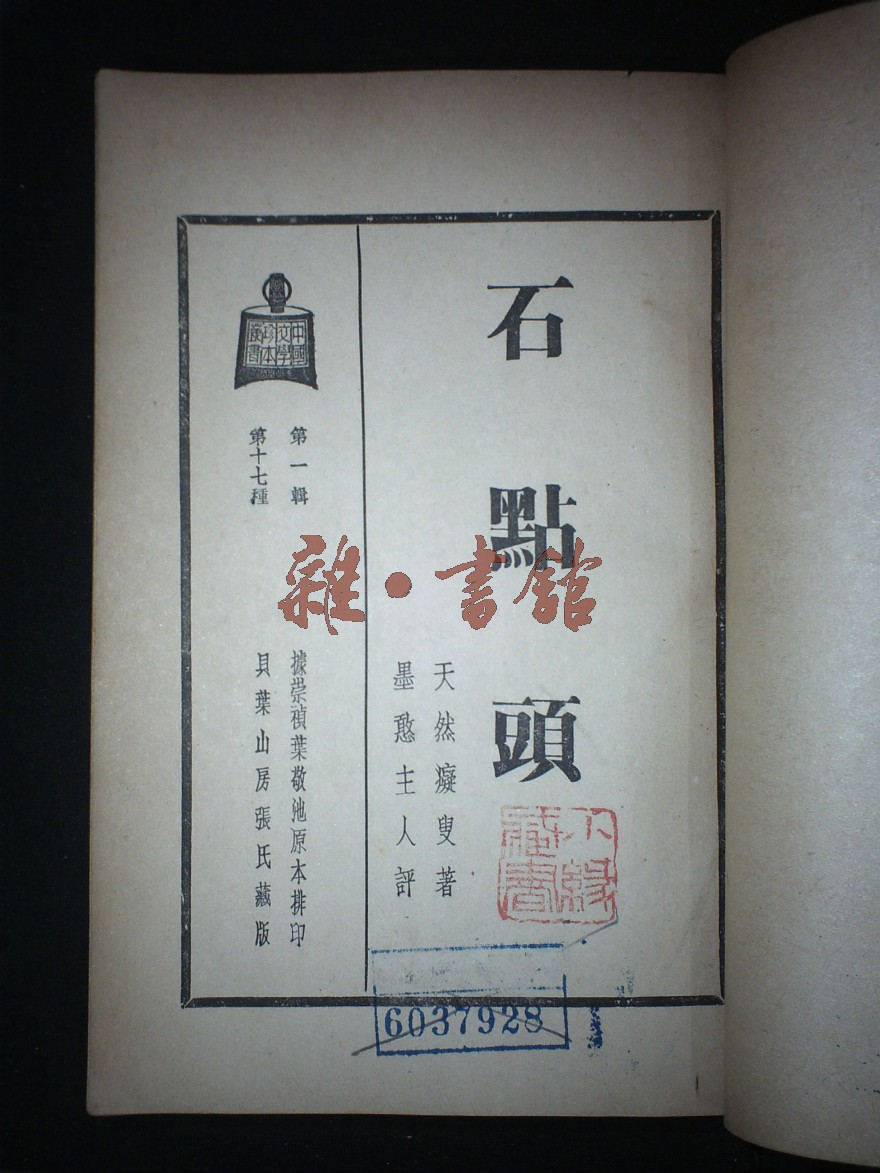 石點頭
天然癡叟著
墨憨主人評
中國
文學
珍本
叢書
第一輯
第十七種
據崇禎葉敬池原本排印
貝葉山房張氏藏版
雜·書館
藏書
6037928